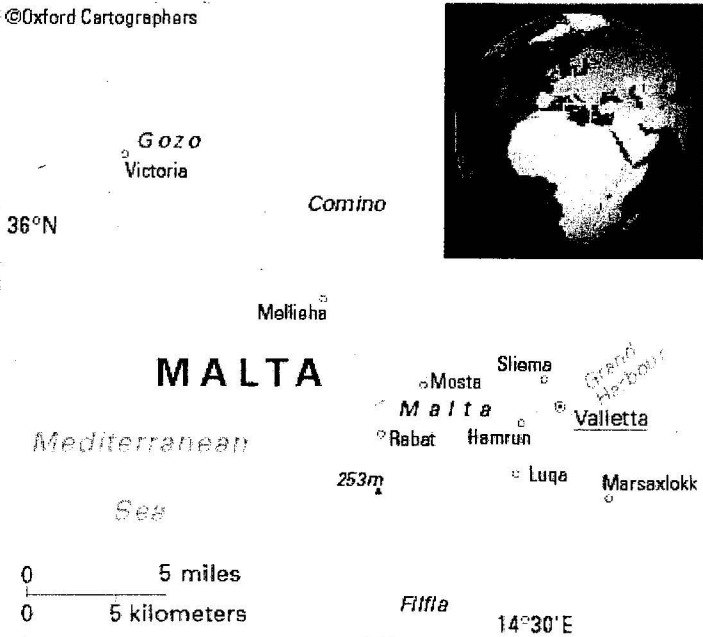 ©Oxford Cartographers
Gozo
Victoria
Comino
36°N
Mellieha
MALTA
Sliema
Grand
Harbour
Mosta
Malta
Valletta
Mediterranean
Rabat
Hamrun
253m
Luqa
Marsaxlokk
Sea
0 5 miles
0 5 kilometers
Filfla
14°30'E